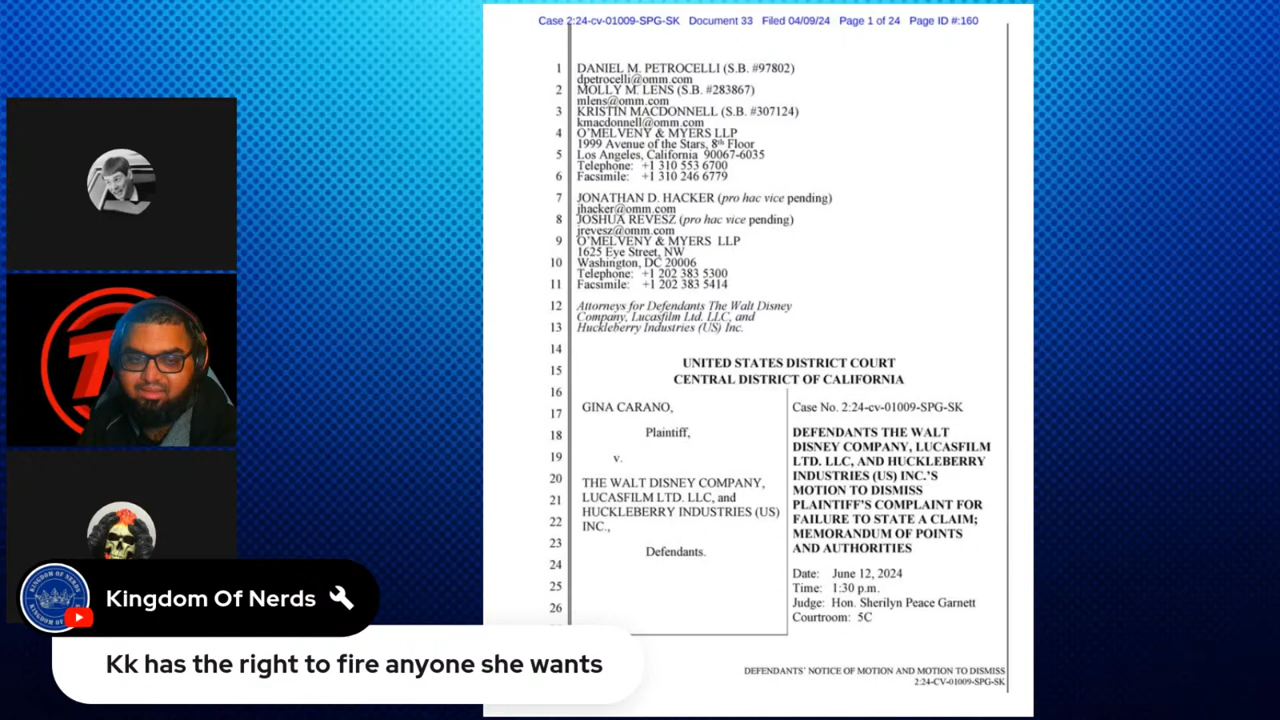 Case 2:24-cv-01009-SPG-SK Document 33 Filed 04/09/24 Page 1 of 24 Page ID #:160
1 DANIEL M. PETROCELLI (S.B. #97802)
dpetrocelli@omm.com
2 MOLLY M. LENS (S.B. #283867)
mlens@omm.com
3 KRISTIN MACDONNELL (S.B. #307124)
kmacdonnell@omm.com
4 O'MELVENY & MYERS LLP
1999 Avenue of the Stars, 8th Floor
5 Los Angeles, California 90067-6035
Telephone: +1 310 553 6700
6 Facsimile: +1 310 246 6779
7 JONATHAN D. HACKER (pro hac vice pending)
jhacker@omm.com
8 JOSHUA REVESZ (pro hac vice pending)
jrevesz@omm.com
9 O'MELVENY & MYERS LLP
1625 Eye Street, NW
10 Washington, DC 20006
Telephone: +1 202 383 5300
11 Facsimile: +1 202 383 5414
12 Attorneys for Defendants The Walt Disney
Company, Lucasfilm Ltd. LLC, and
13 Huckleberry Industries (US) Inc.
14
15 UNITED STATES DISTRICT COURT
CENTRAL DISTRICT OF CALIFORNIA
16
17 GINA CARANO,
18 Plaintiff,
19 v.
20 THE WALT DISNEY COMPANY,
21 LUCASFILM LTD. LLC, and
22 HUCKLEBERRY INDUSTRIES (US)
INC.,
23 Defendants.
24
25
26
Case No. 2:24-cv-01009-SPG-SK
DEFENDANTS THE WALT
DISNEY COMPANY, LUCASFILM
LTD. LLC, AND HUCKLEBERRY
INDUSTRIES (US) INC.'S
MOTION TO DISMISS
PLAINTIFF'S COMPLAINT FOR
FAILURE TO STATE A CLAIM;
MEMORANDUM OF POINTS
AND AUTHORITIES
Date: June 12, 2024
Time: 1:30 p.m.
Judge: Hon. Sherilyn Peace Garnett
Courtroom: 5C
DEFENDANTS' NOTICE OF MOTION AND MOTION TO DISMISS
2:24-CV-01009-SPG-SK
Kingdom Of Nerds
Kk has the right to fire anyone she wants